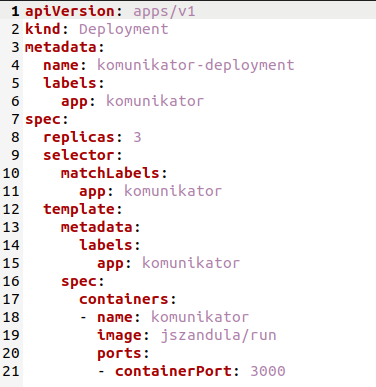 1 apiVersion: apps/v1
2 kind: Deployment
3 metadata:
4   name: komunikator-deployment
5   labels:
6     app: komunikator
7 spec:
8   replicas: 3
9   selector:
10     matchLabels:
11       app: komunikator
12   template:
13     metadata:
14       labels:
15         app: komunikator
16     spec:
17       containers:
18       - name: komunikator
19         image: jszandula/run
20         ports:
21         - containerPort: 3000